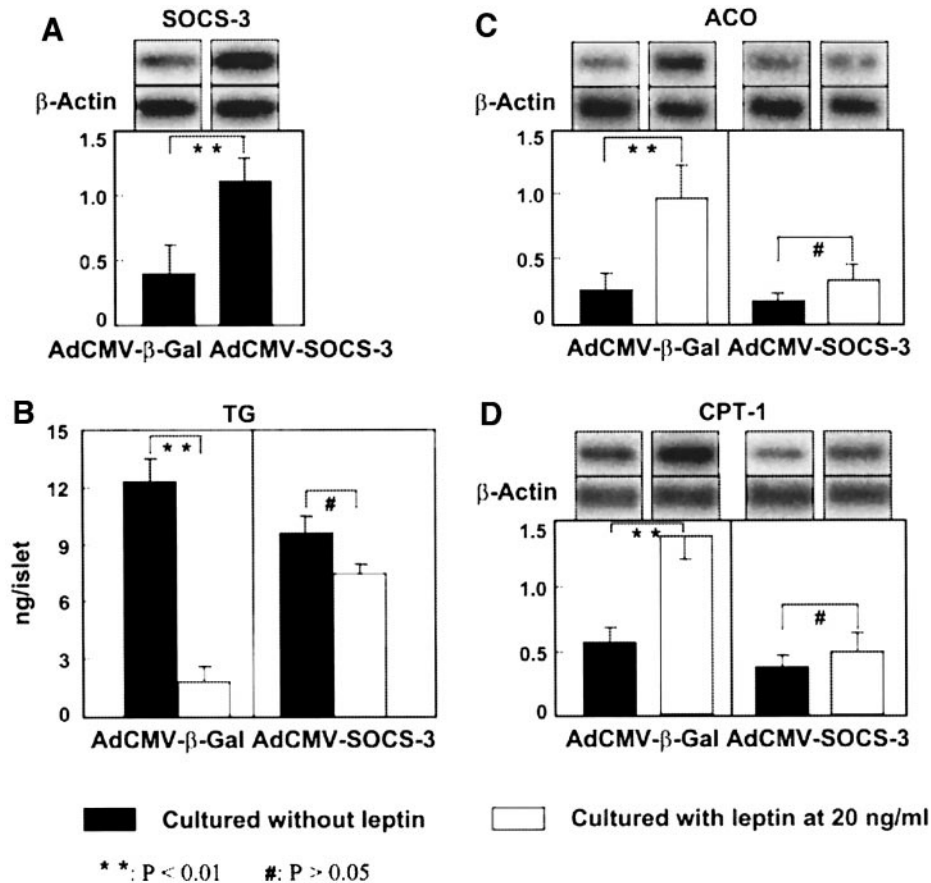 A
SOCS-3
β-Actin
1.5
1.0
0.5
0
* *
AdCMV-β-Gal AdCMV-SOCS-3
B
TG
ng/islet
15
12
9
6
3
0
* *
#
AdCMV-β-Gal AdCMV-SOCS-3
C
ACO
1.5
1.0
0.5
0
* *
#
AdCMV-β-Gal AdCMV-SOCS-3
D
CPT-1
β-Actin
1.5
1.0
0.5
0
* *
#
AdCMV-β-Gal AdCMV-SOCS-3
Cultured without leptin
Cultured with leptin at 20 ng/ml
* *: P < 0.01 #: P > 0.05